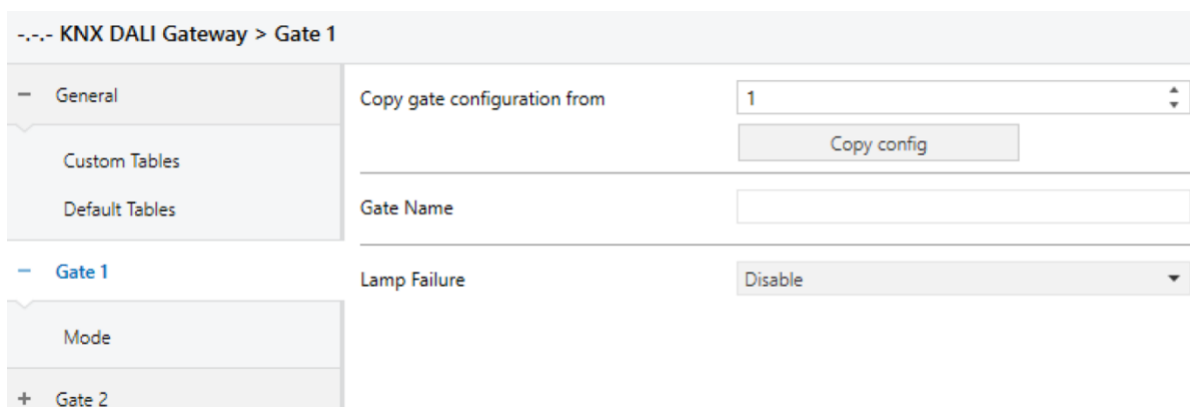 -.-.- KNX DALI Gateway > Gate 1
− General
Custom Tables
Default Tables
− Gate 1
Mode
+ Gate 2
Copy gate configuration from 1
Copy config
Gate Name
Lamp Failure Disable